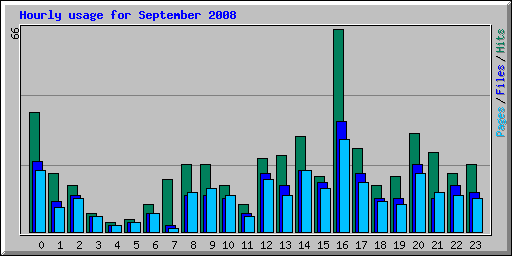 Hourly usage for September 2008
66
Pages / Files / Hits
0 1 2 3 4 5 6 7 8 9 10 11 12 13 14 15 16 17 18 19 20 21 22 23